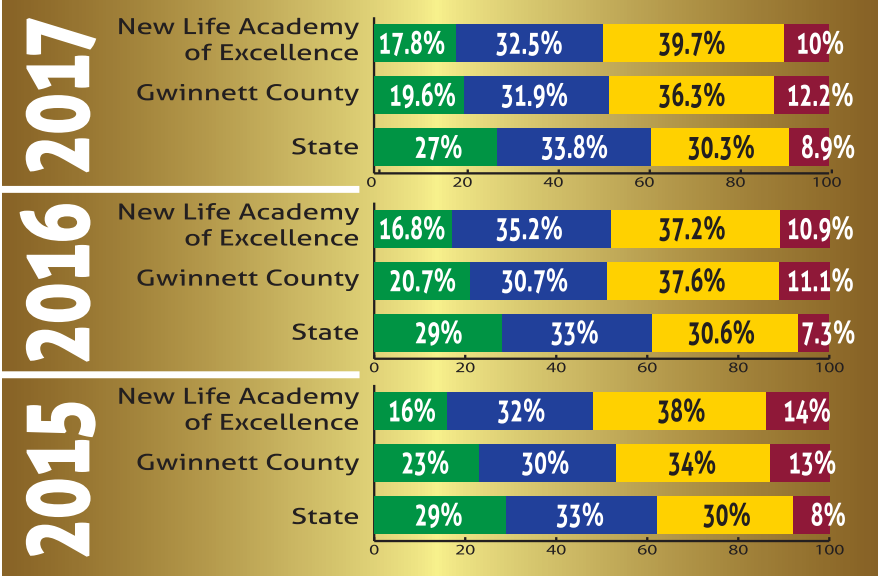 2017
New Life Academy
of Excellence
17.8% 32.5% 39.7% 10%
Gwinnett County
19.6% 31.9% 36.3% 12.2%
State
27% 33.8% 30.3% 8.9%
0 20 40 60 80 100
2016
New Life Academy
of Excellence
16.8% 35.2% 37.2% 10.9%
Gwinnett County
20.7% 30.7% 37.6% 11.1%
State
29% 33% 30.6% 7.3%
0 20 40 60 80 100
2015
New Life Academy
of Excellence
16% 32% 38% 14%
Gwinnett County
23% 30% 34% 13%
State
29% 33% 30% 8%
0 20 40 60 80 100